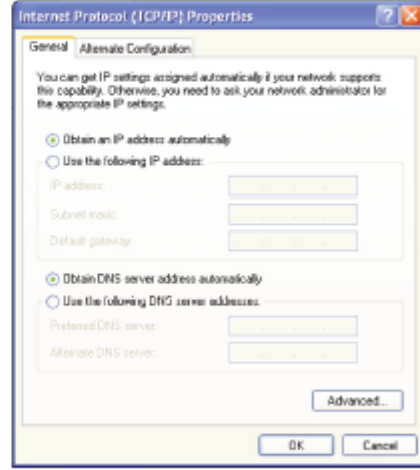 Internet Protocol (TCP/IP) Properties
General
Alternate Configuration
You can get IP settings assigned automatically if your network supports
this capability. Otherwise, you need to ask your network administrator for
the appropriate IP settings.
Obtain an IP address automatically
Use the following IP address:
IP address:
Subnet mask:
Default gateway:
Obtain DNS server address automatically
Use the following DNS server addresses:
Preferred DNS server:
Alternate DNS server:
Advanced...
OK
Cancel